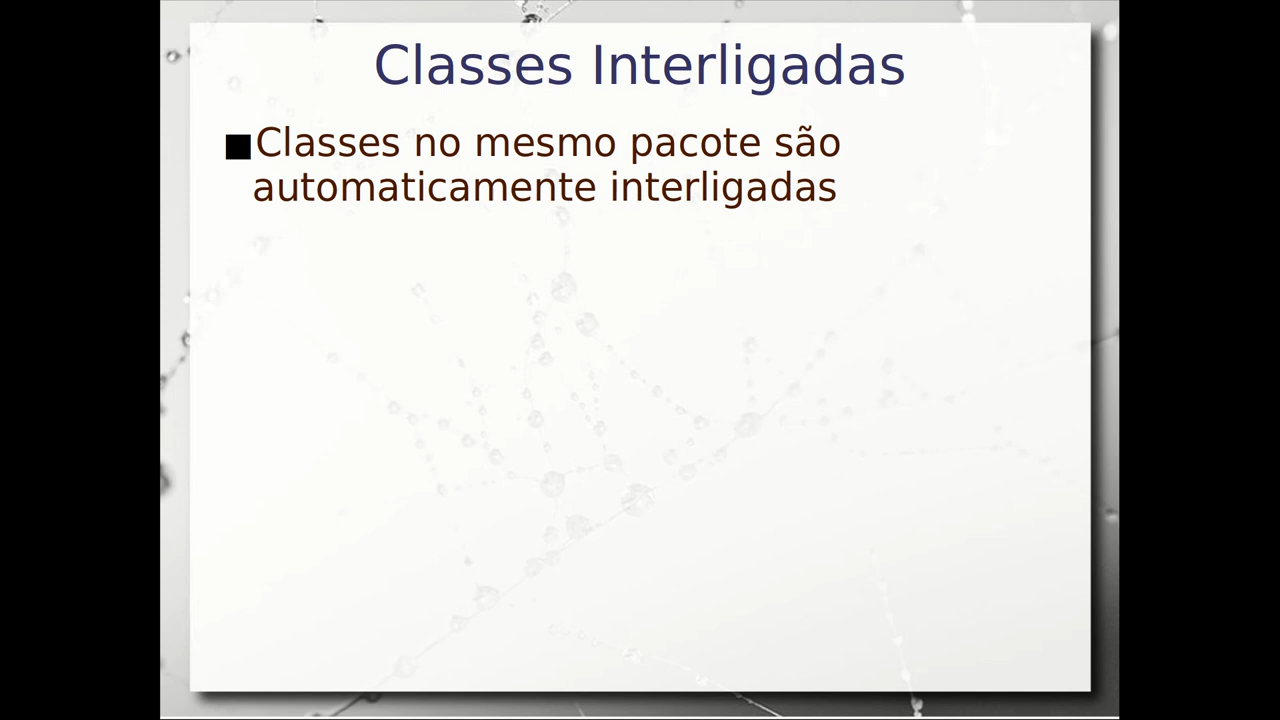 Classes Interligadas
■Classes no mesmo pacote são
automaticamente interligadas